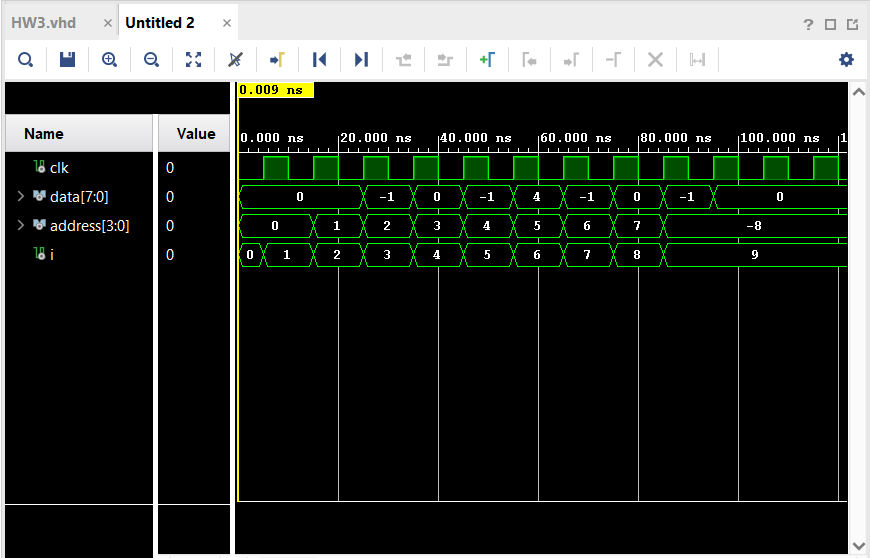 HW3.vhd × Untitled 2 × ?
0.009 ns
Name Value
0.000 ns 20.000 ns 40.000 ns 60.000 ns 80.000 ns 100.000 ns 1
clk 0
data[7:0] 0 0 -1 0 -1 4 -1 0 -1 0
address[3:0] 0 0 1 2 3 4 5 6 7 -8
i 0 0 1 2 3 4 5 6 7 8 9